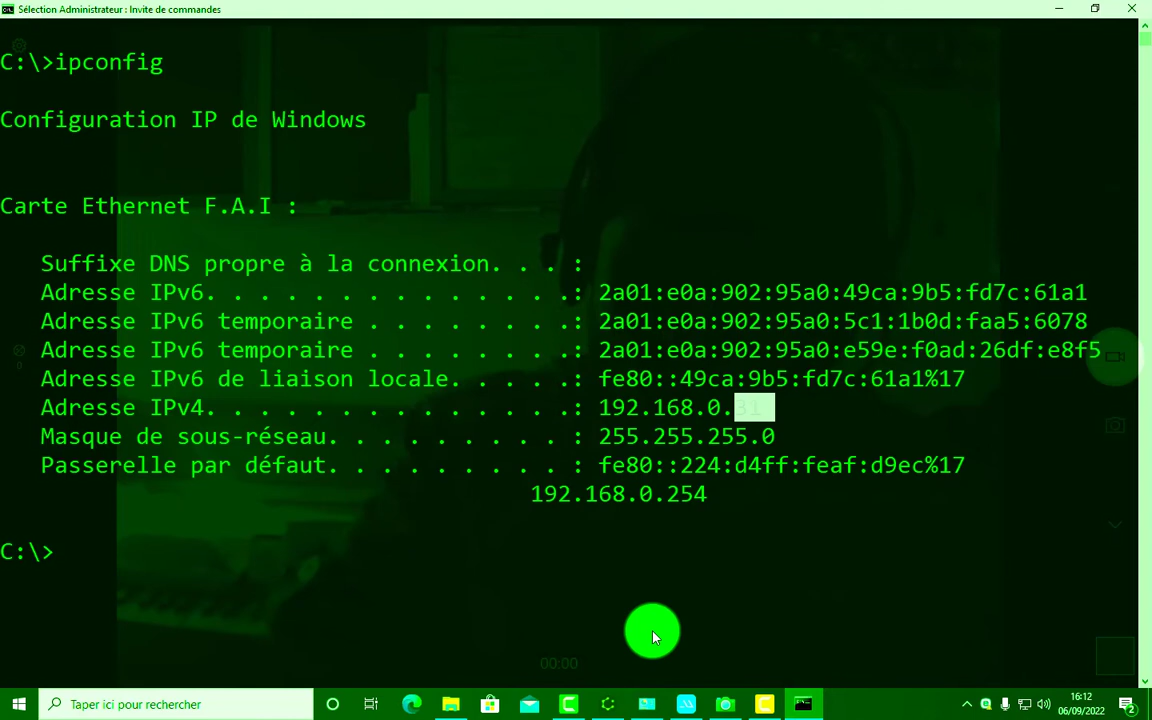 Sélection Administrateur : Invite de commandes
C:\>ipconfig
Configuration IP de Windows
Carte Ethernet F.A.I :
Suffixe DNS propre à la connexion. . . :
Adresse IPv6. . . . . . . . . . . . . .: 2a01:e0a:902:95a0:49ca:9b5:fd7c:61a1
Adresse IPv6 temporaire . . . . . . . .: 2a01:e0a:902:95a0:5c1:1b0d:faa5:6078
Adresse IPv6 temporaire . . . . . . . .: 2a01:e0a:902:95a0:e59e:f0ad:26df:e8f5
Adresse IPv6 de liaison locale. . . . .: fe80::49ca:9b5:fd7c:61a1%17
Adresse IPv4. . . . . . . . . . . . . .: 192.168.0.31
Masque de sous-réseau. . . . . . . . . : 255.255.255.0
Passerelle par défaut. . . . . . . . . : fe80::224:d4ff:feaf:d9ec%17
192.168.0.254
C:\>
00:00
Taper ici pour rechercher
16:12
06/09/2022
2